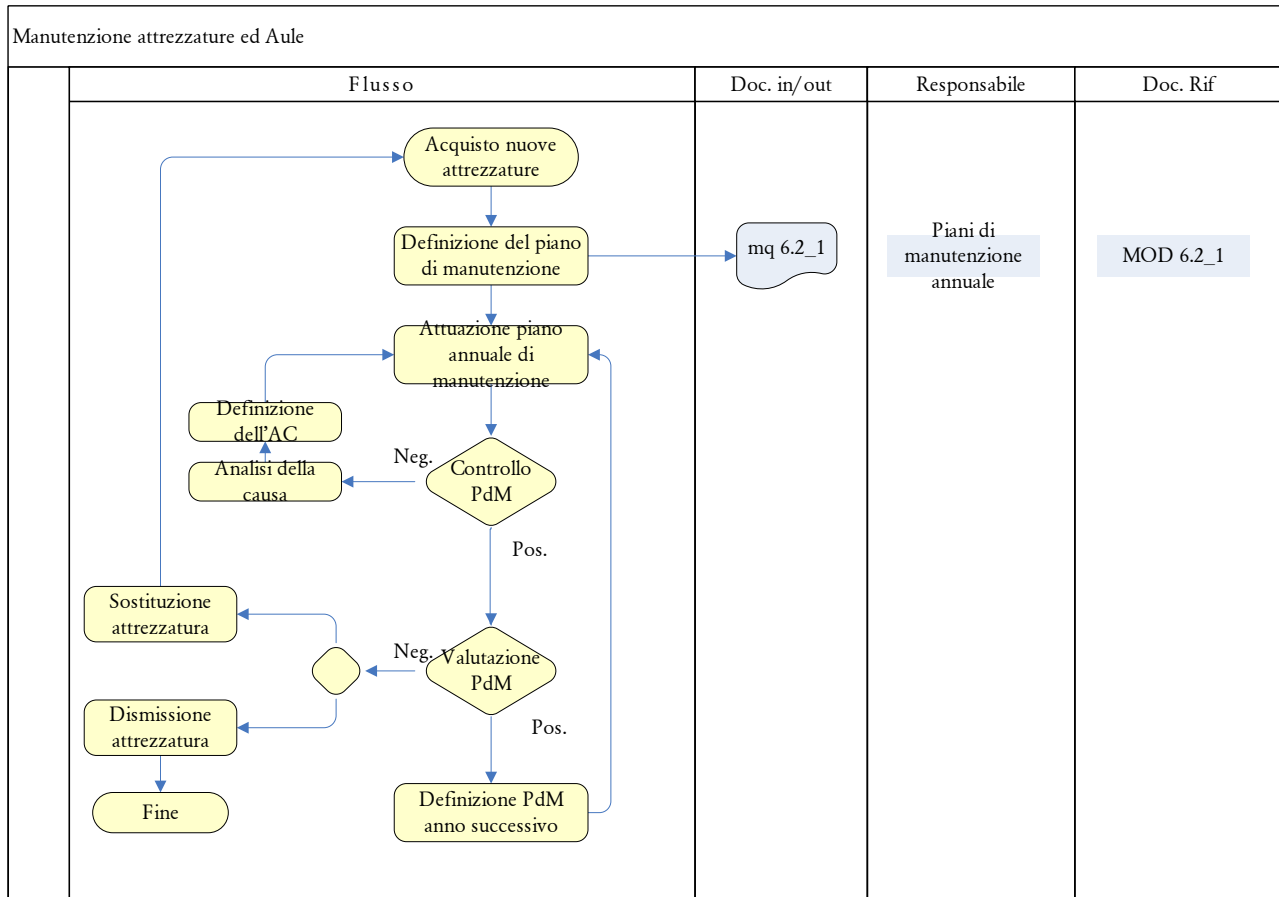 Manutenzione attrezzature ed Aule
Flusso
Doc. in/out
Responsabile
Doc. Rif
Acquisto nuove
attrezzature
Definizione del piano
di manutenzione
mq 6.2_1
Piani di
manutenzione
annuale
MOD 6.2_1
Attuazione piano
annuale di
manutenzione
Definizione
dell'AC
Analisi della
causa
Neg.
Controllo
PdM
Pos.
Sostituzione
attrezzatura
Neg.
Valutazione
PdM
Dismissione
attrezzatura
Pos.
Fine
Definizione PdM
anno successivo